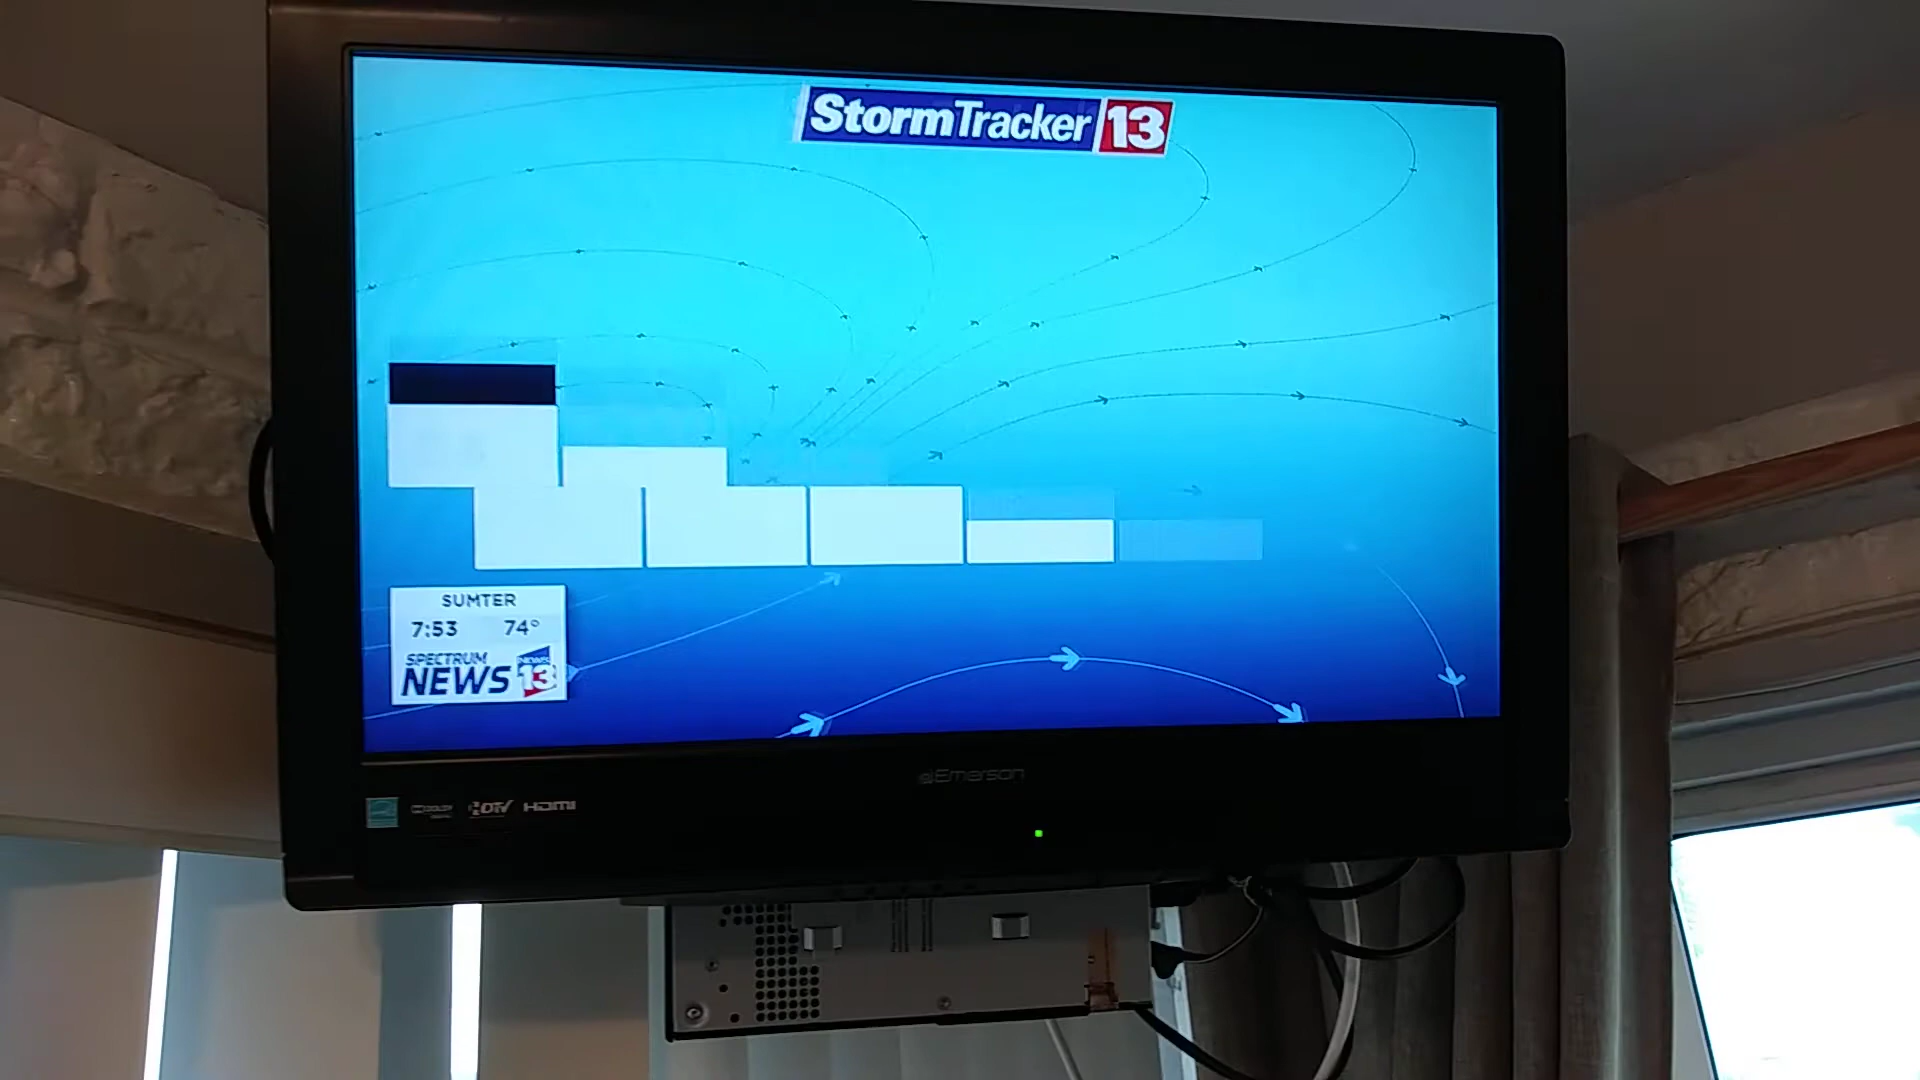 StormTracker 13
SUMTER
7:53 74°
SPECTRUM
NEWS 13
Emerson
HDTV HDMI